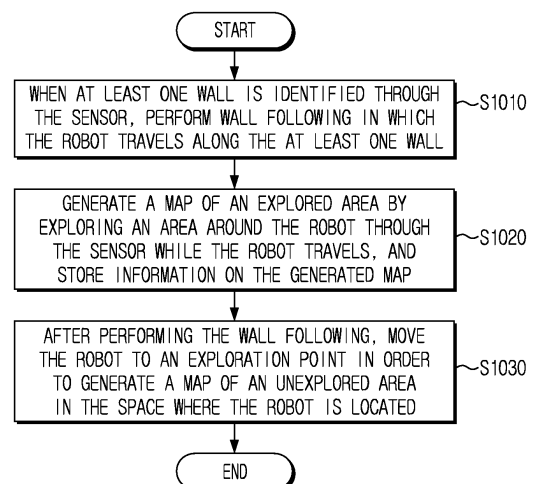 START
WHEN AT LEAST ONE WALL IS IDENTIFIED THROUGH
THE SENSOR, PERFORM WALL FOLLOWING IN WHICH
THE ROBOT TRAVELS ALONG THE AT LEAST ONE WALL
S1010
GENERATE A MAP OF AN EXPLORED AREA BY
EXPLORING AN AREA AROUND THE ROBOT THROUGH
THE SENSOR WHILE THE ROBOT TRAVELS, AND
STORE INFORMATION ON THE GENERATED MAP
S1020
AFTER PERFORMING THE WALL FOLLOWING, MOVE
THE ROBOT TO AN EXPLORATION POINT IN ORDER
TO GENERATE A MAP OF AN UNEXPLORED AREA
IN THE SPACE WHERE THE ROBOT IS LOCATED
S1030
END